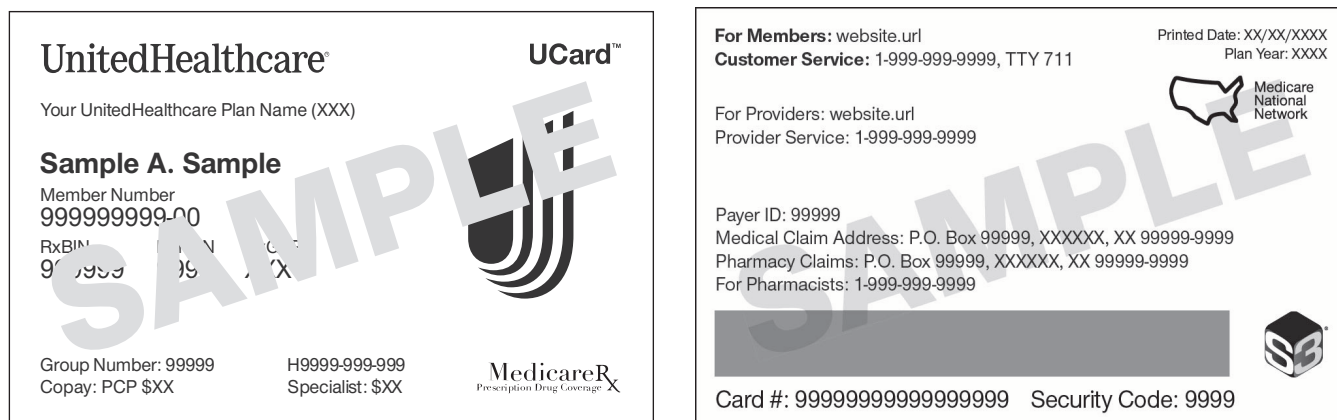 UnitedHealthcare®
UCard™
Your UnitedHealthcare Plan Name (XXX)
Sample A. Sample
Member Number
999999999-00
RxBIN
SAMPLE
Group Number: 99999 H9999-999-999
Copay: PCP $XX Specialist: $XX
MedicareRx
Prescription Drug Coverage
For Members: website.url
Customer Service: 1-999-999-9999, TTY 711
Printed Date: XX/XX/XXXX
Plan Year: XXXX
Medicare
National
Network
For Providers: website.url
Provider Service: 1-999-999-9999
SAMPLE
Payer ID: 99999
Medical Claim Address: P.O. Box 99999, XXXXXX, XX 99999-9999
Pharmacy Claims: P.O. Box 99999, XXXXXX, XX 99999-9999
For Pharmacists: 1-999-999-9999
S3
Card #: 99999999999999999 Security Code: 9999